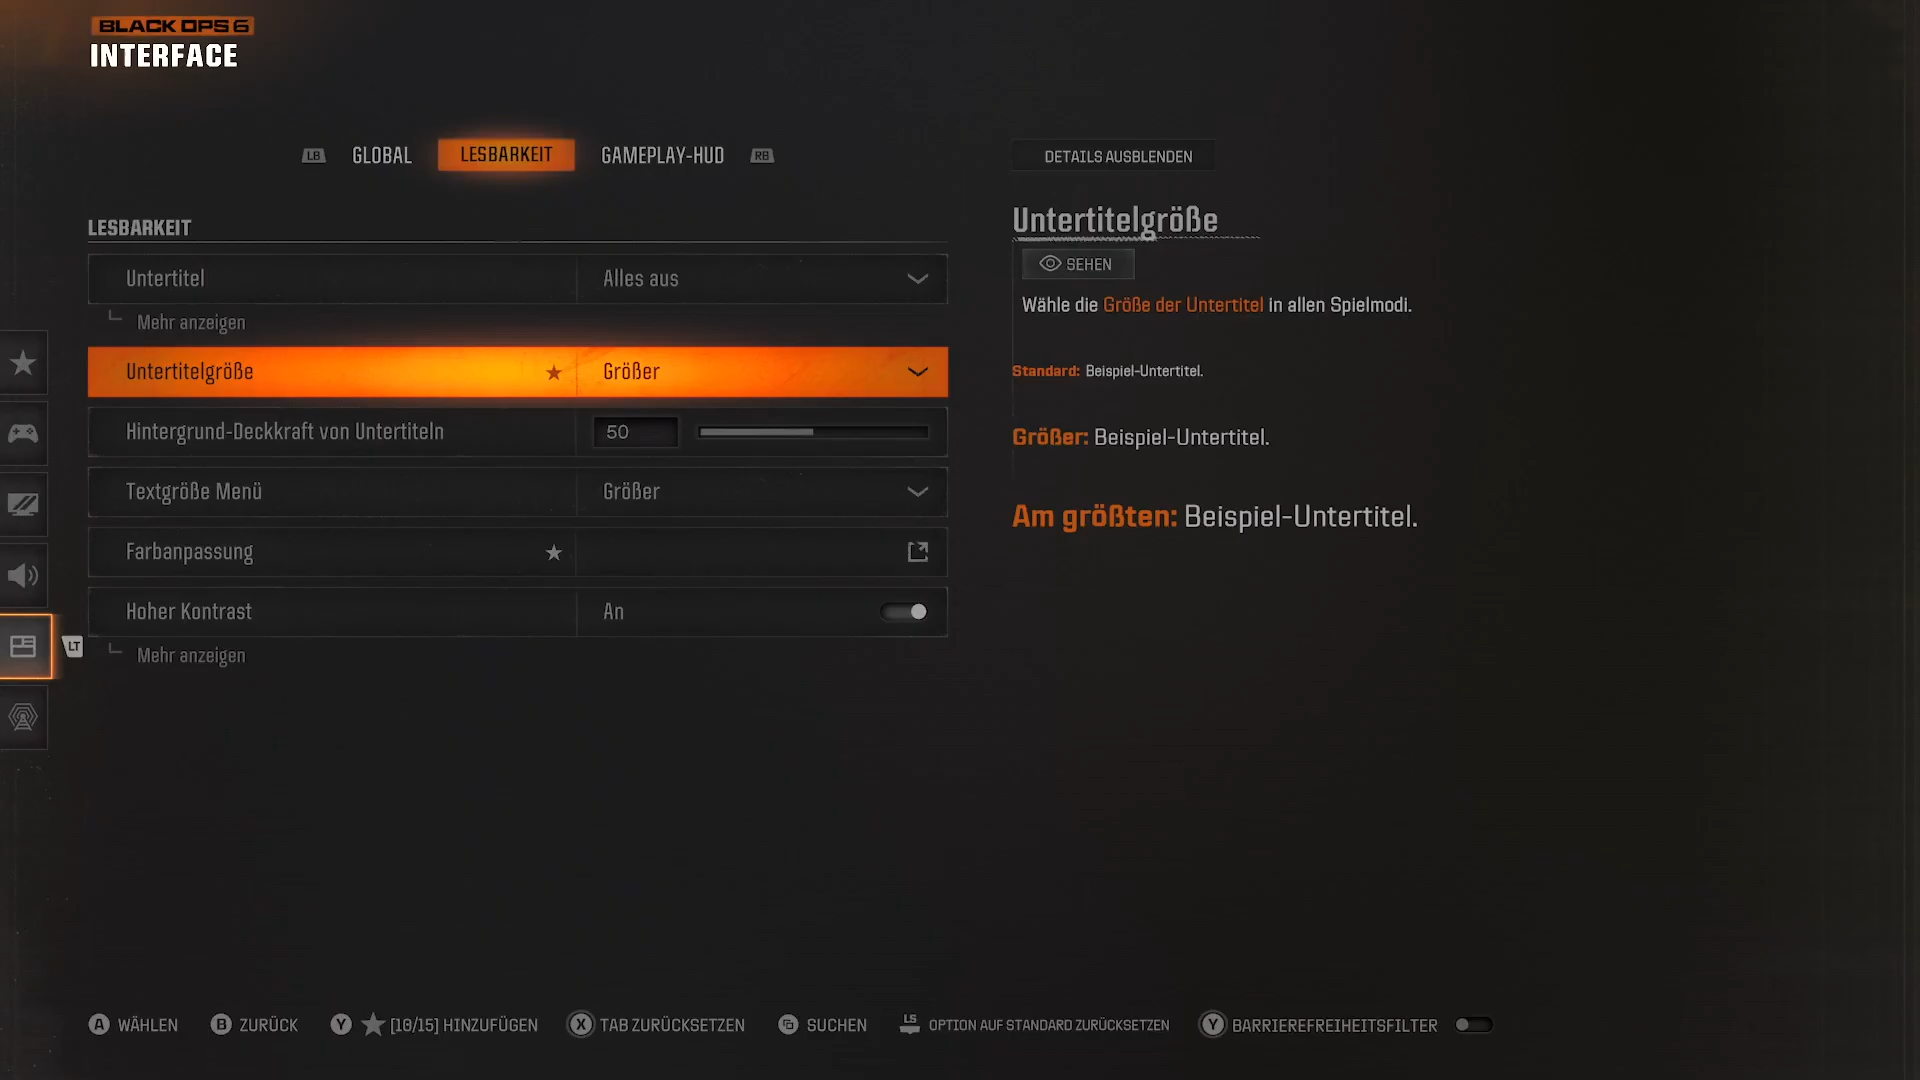 BLACK OPS 6
INTERFACE
LB GLOBAL LESBARKEIT GAMEPLAY-HUD RB
LESBARKEIT
Untertitel Alles aus
Mehr anzeigen
Untertitelgröße Größer
Hintergrund-Deckkraft von Untertiteln 50
Textgröße Menü Größer
Farbanpassung
Hoher Kontrast An
LT
Mehr anzeigen
DETAILS AUSBLENDEN
Untertitelgröße
SEHEN
Wähle die Größe der Untertitel in allen Spielmodi.
Standard: Beispiel-Untertitel.
Größer: Beispiel-Untertitel.
Am größten: Beispiel-Untertitel.
A WÄHLEN B ZURÜCK Y [10/15] HINZUFÜGEN X TAB ZURÜCKSETZEN SUCHEN LS OPTION AUF STANDARD ZURÜCKSETZEN Y BARRIEREFREIHEITSFILTER